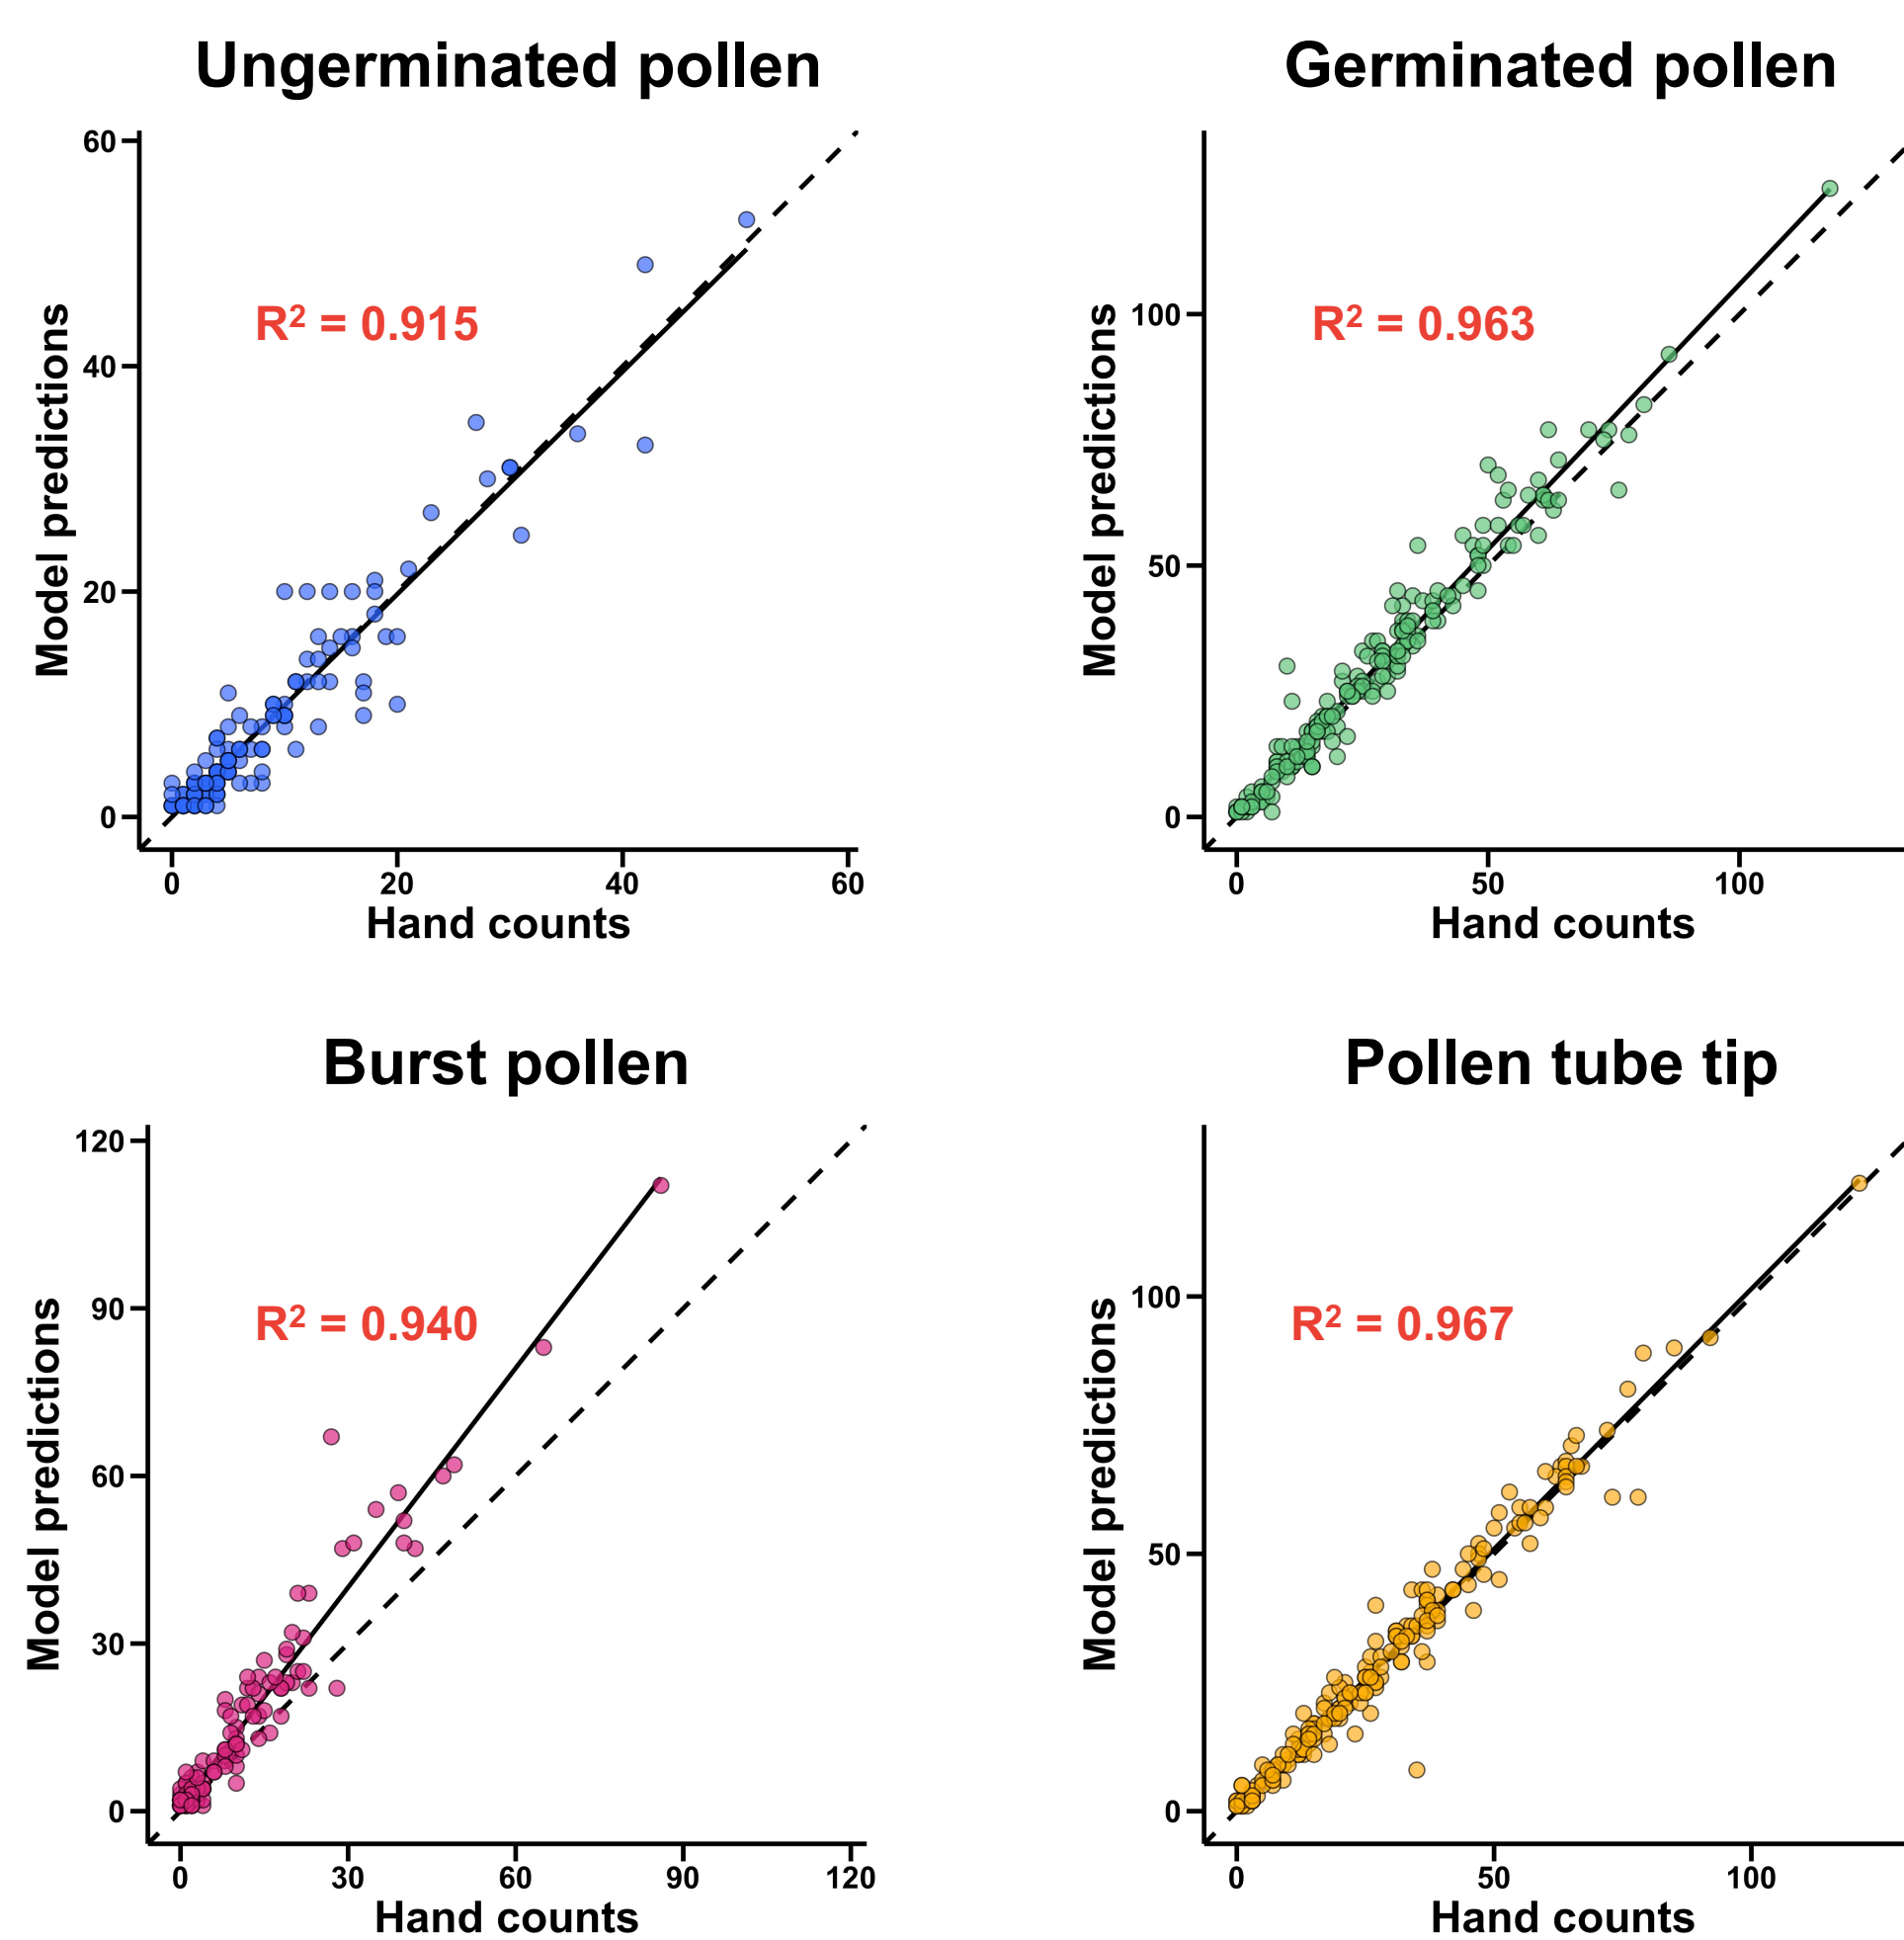 Ungerminated pollen
Model predictions
60
40
20
0
R² = 0.915
0 20 40 60
Hand counts
Germinated pollen
Model predictions
100
50
0
R² = 0.963
0 50 100
Hand counts
Burst pollen
Model predictions
120
90
60
30
0
R² = 0.940
0 30 60 90 120
Hand counts
Pollen tube tip
Model predictions
100
50
0
R² = 0.967
0 50 100
Hand counts